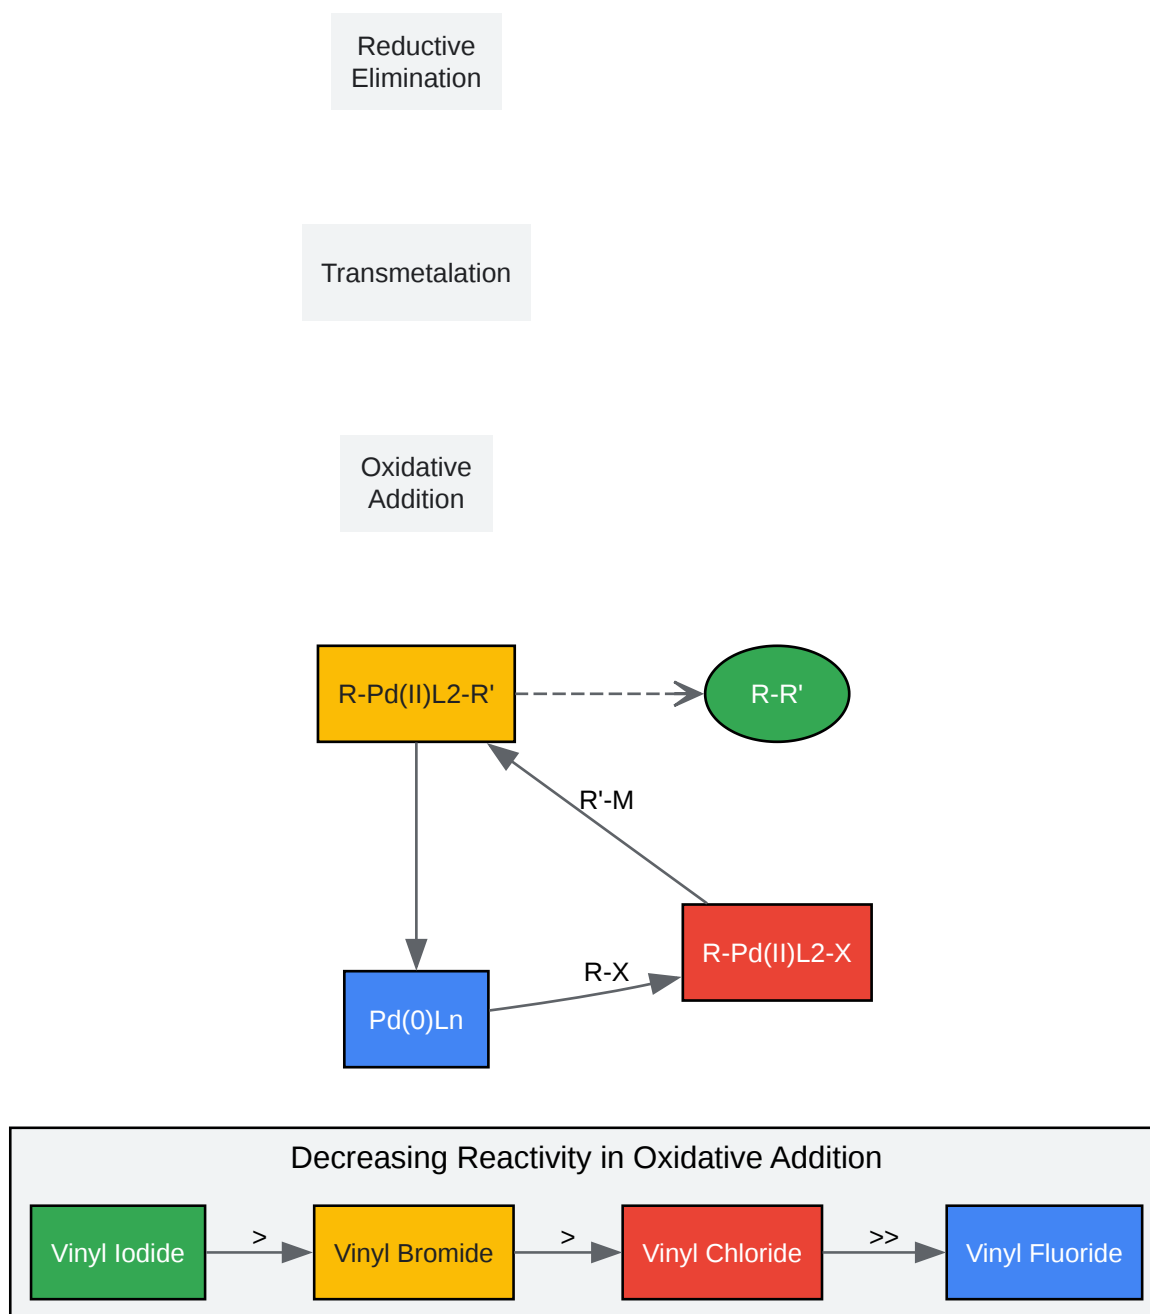 Reductive
Elimination
Transmetalation
Oxidative
Addition
R-Pd(II)L2-R'
R-R'
R'-M
R-Pd(II)L2-X
R-X
Pd(0)Ln
Decreasing Reactivity in Oxidative Addition
Vinyl Iodide
>
Vinyl Bromide
>
Vinyl Chloride
>>
Vinyl Fluoride